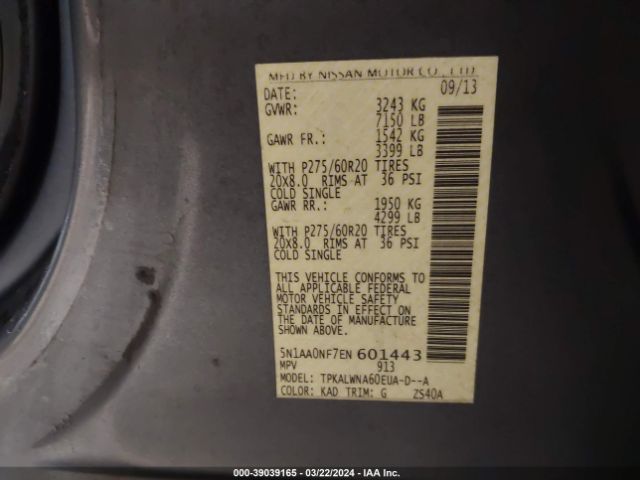 MFD BY NISSAN MOTOR CO., LTD
DATE: 09/13
GVWR: 3243 KG
7150 LB
GAWR FR.: 1542 KG
3399 LB
WITH P275/60R20 TIRES
20X8.0 RIMS AT 36 PSI
COLD SINGLE
GAWR RR.: 1950 KG
4299 LB
WITH P275/60R20 TIRES
20X8.0 RIMS AT 36 PSI
COLD SINGLE
THIS VEHICLE CONFORMS TO
ALL APPLICABLE FEDERAL
MOTOR VEHICLE SAFETY
STANDARDS IN EFFECT ON
THE DATE OF MANUFACTURE
SHOWN ABOVE.
5N1AA0NF7EN 601443
MPV 913
MODEL: TPKALWNA60EUA-D--A
COLOR: KAD TRIM: G ZS40A
000-39039165 - 03/22/2024 - IAA Inc.